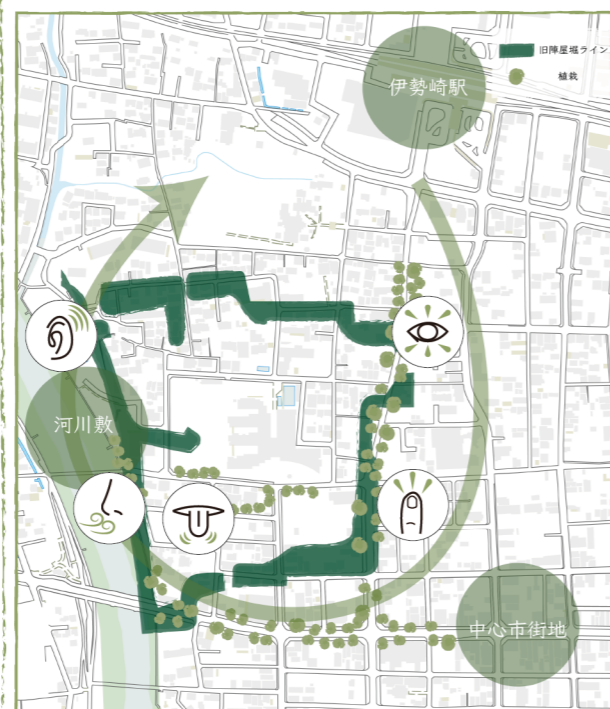 旧陣屋堀ライン
植栽
伊勢崎駅
河川敷
中心市街地